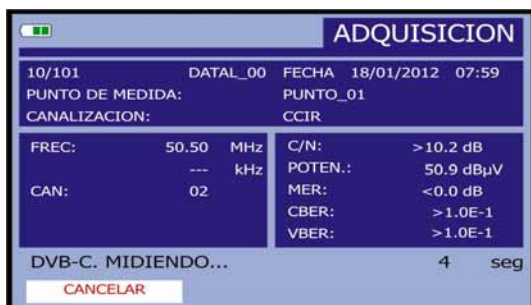 ADQUISICION
10/101 DATAL_00 FECHA 18/01/2012 07:59
PUNTO DE MEDIDA: PUNTO_01
CANALIZACION: CCIR
FREC: 50.50 MHz
--- kHz
CAN: 02
C/N: >10.2 dB
POTEN.: 50.9 dBµV
MER: <0.0 dB
CBER: >1.0E-1
VBER: >1.0E-1
DVB-C. MIDIENDO... 4 seg
CANCELAR